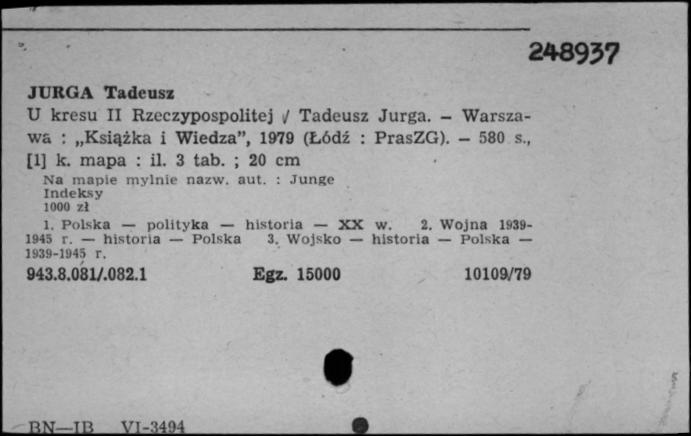 248937
JURGA Tadeusz
U kresu II Rzeczypospolitej / Tadeusz Jurga. — Warsza-
wa : „Książka i Wiedza”, 1979 (Łódź : PrasZG). — 580 s.,
[1] k. mapa : il. 3 tab. ; 20 cm
Na mapie mylnie nazw. aut. : Junge
Indeksy
1000 zł
1. Polska — polityka — historia — XX w. 2. Wojna 1939-
1945 r. — historia — Polska 3. Wojsko — historia — Polska —
1939-1945 r.
943.8.081/.082.1 Egz. 15000 10109/79
BN—IB VI-3494